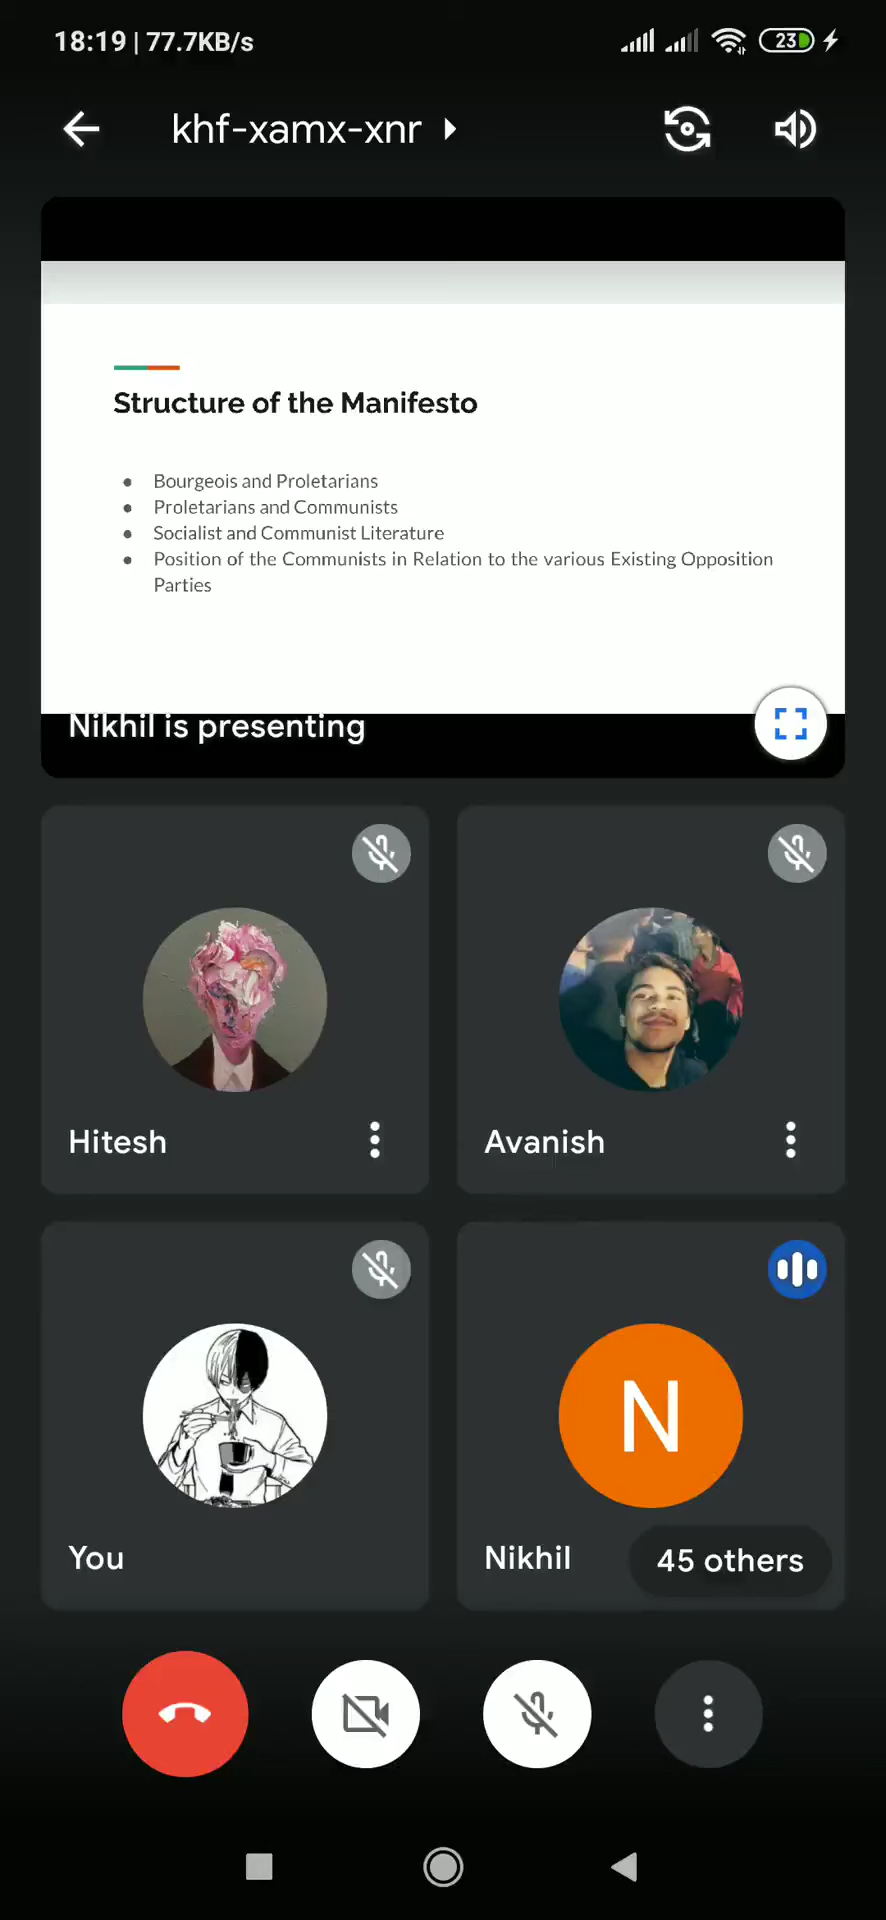 18:19 | 77.7KB/s
23
khf-xamx-xnr
Structure of the Manifesto
● Bourgeois and Proletarians
● Proletarians and Communists
● Socialist and Communist Literature
● Position of the Communists in Relation to the various Existing Opposition
Parties
Nikhil is presenting
Hitesh
Avanish
You
N
Nikhil
45 others